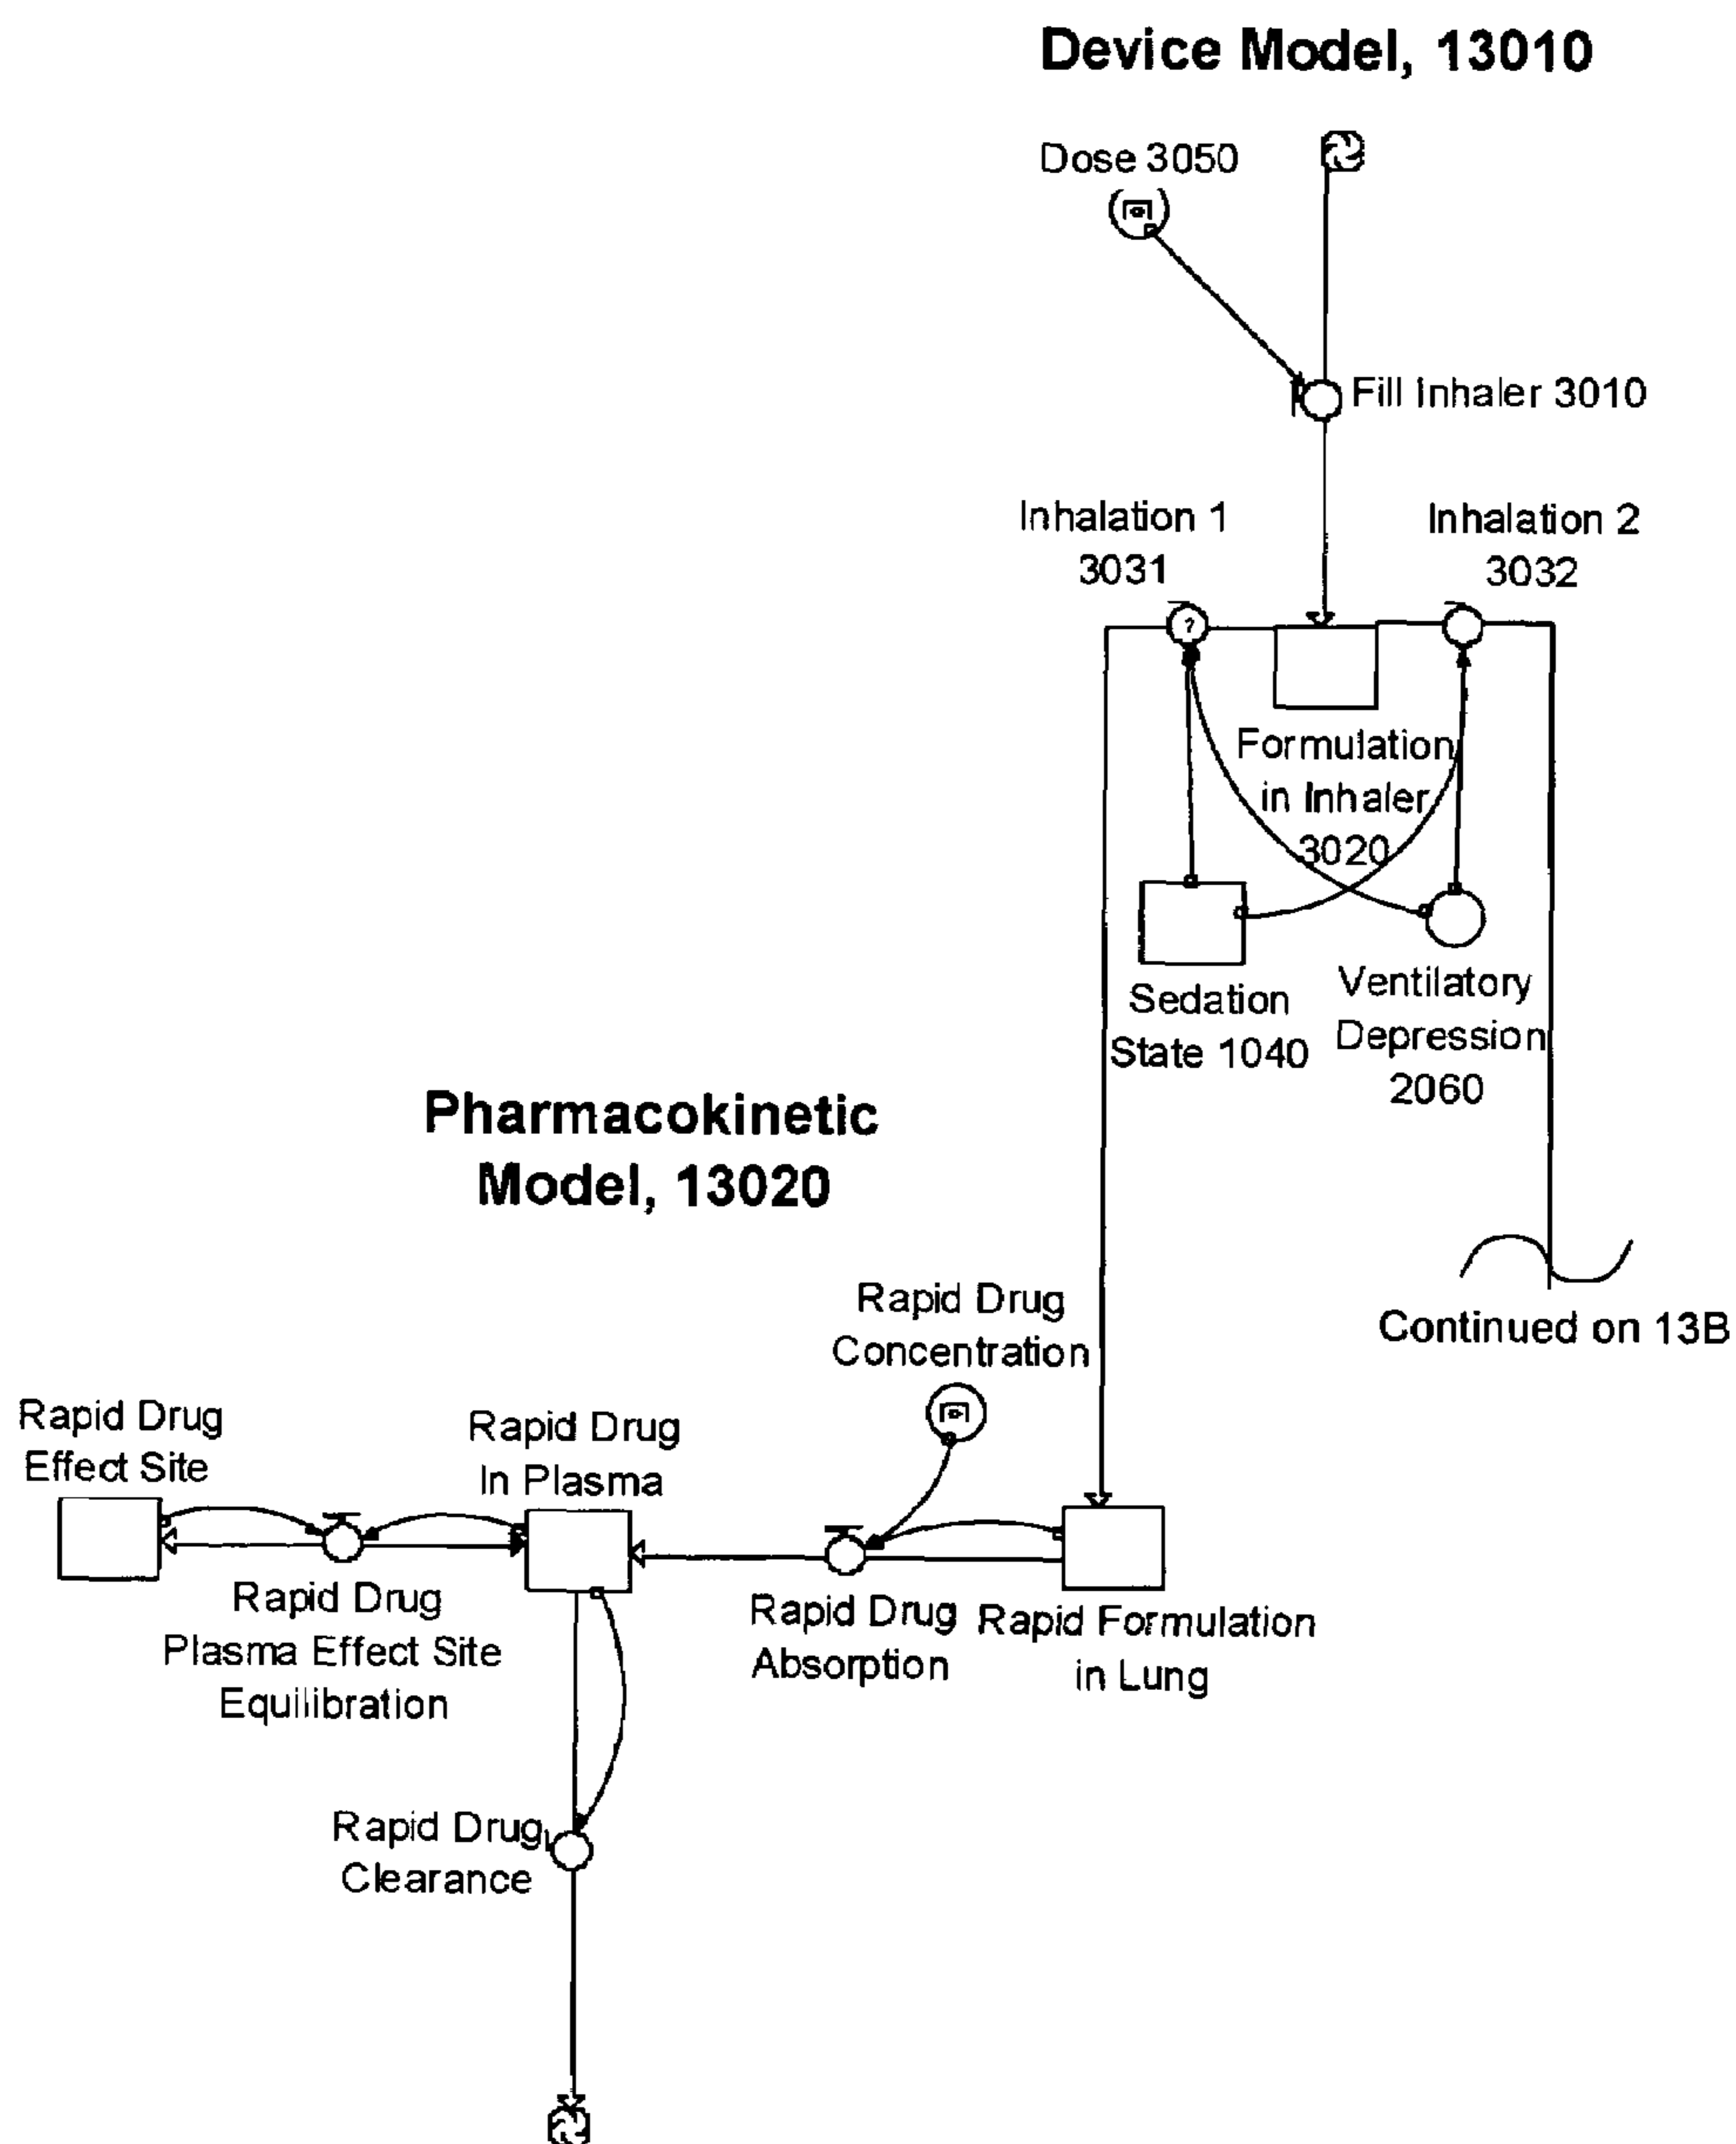 Device Model, 13010
Dose 3050
Fill Inhaler 3010
Inhalation 1
3031
Inhalation 2
3032
?
Formulation
in Inhaler
3020
Sedation
State 1040
Ventilatory
Depression
2060
Pharmacokinetic
Model, 13020
Continued on 13B
Rapid Drug
Concentration
Rapid Drug
Effect Site
Rapid Drug
In Plasma
Rapid Drug
Plasma Effect Site
Equilibration
Rapid Drug
Absorption
Rapid Formulation
in Lung
Rapid Drug
Clearance